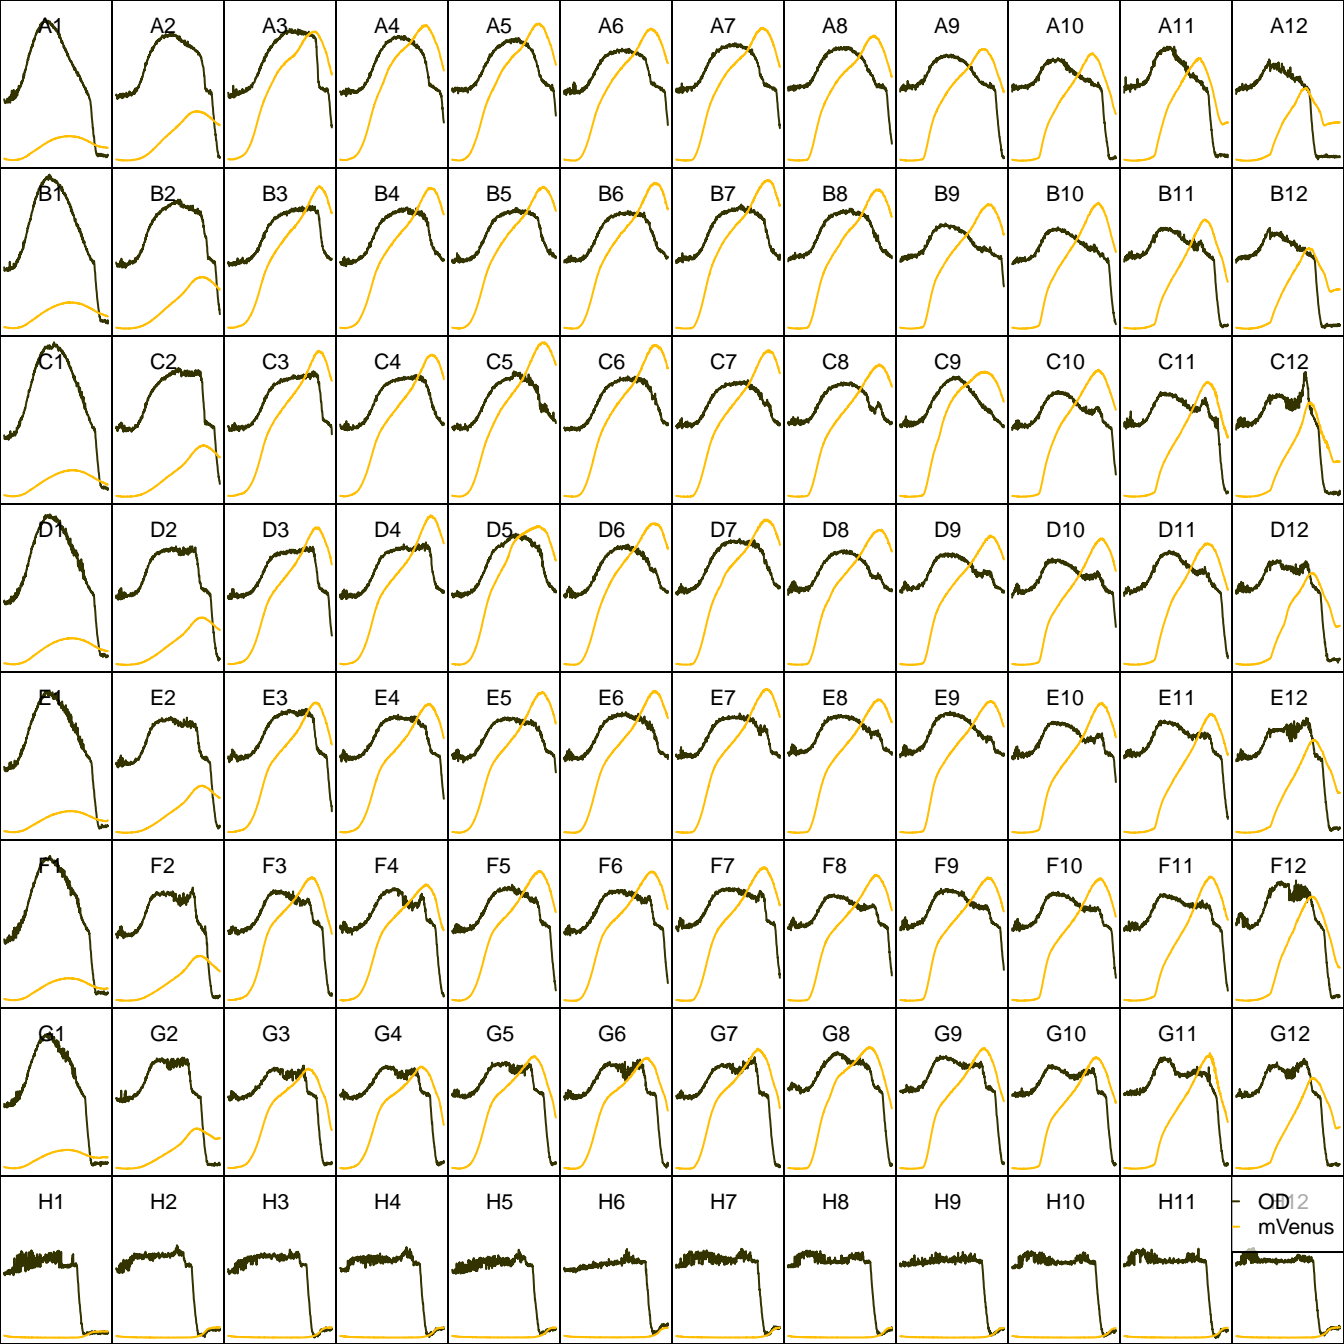 A1 A2 A3 A4 A5 A6 A7 A8 A9 A10 A11 A12
B1 B2 B3 B4 B5 B6 B7 B8 B9 B10 B11 B12
C1 C2 C3 C4 C5 C6 C7 C8 C9 C10 C11 C12
D1 D2 D3 D4 D5 D6 D7 D8 D9 D10 D11 D12
E1 E2 E3 E4 E5 E6 E7 E8 E9 E10 E11 E12
F1 F2 F3 F4 F5 F6 F7 F8 F9 F10 F11 F12
G1 G2 G3 G4 G5 G6 G7 G8 G9 G10 G11 G12
H1 H2 H3 H4 H5 H6 H7 H8 H9 H10 H11 H12
OD
mVenus